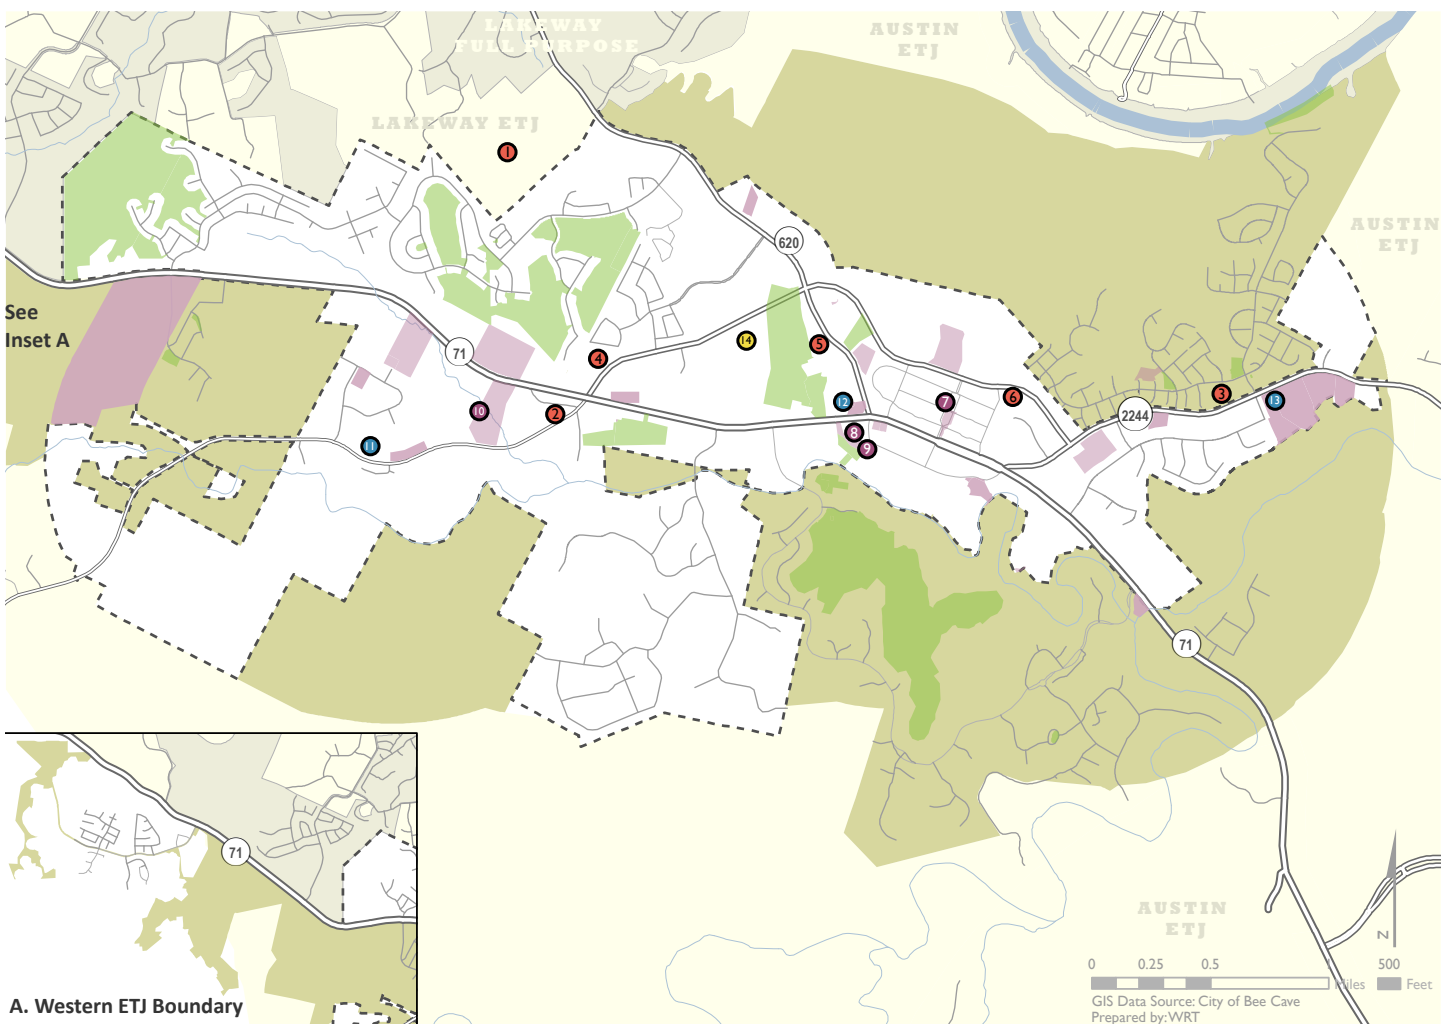 LAKEWAY
FULL PURPOSE
AUSTIN
ETJ
LAKEWAY ETJ
1
AUSTIN
ETJ
620
See
Inset A
14
5
71
4
12
7
6
3
13
2244
10
2
8
9
11
71
71
A. Western ETJ Boundary
AUSTIN
ETJ
N
0 0.25 0.5 1 Miles
500 Feet
GIS Data Source: City of Bee Cave
Prepared by: WRT